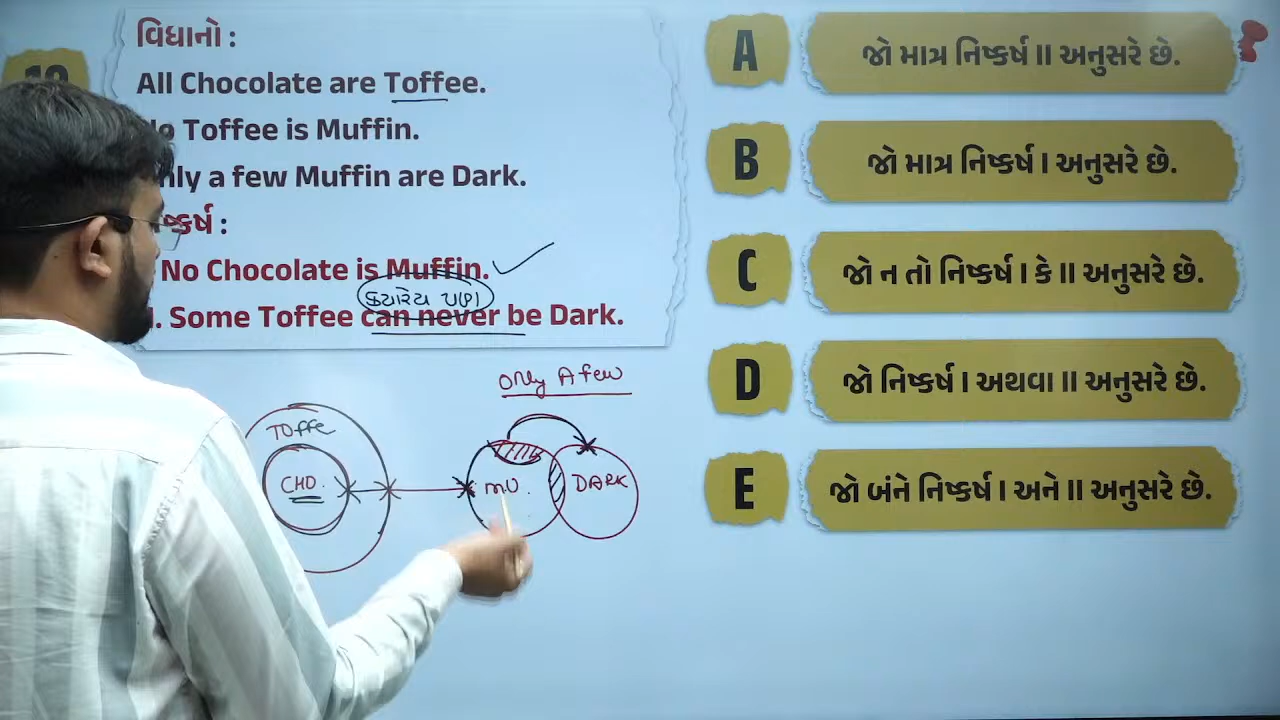 વિધાનો :
All Chocolate are Toffee.
Toffee is Muffin.
a few Muffin are Dark.
No Chocolate is Muffin.
ક્યારેય પણ
Some Toffee can never be Dark.
Only A few
Toffe
CHO.
MU.
DARK
A જો માત્ર નિષ્કર્ષ II અનુસરે છે.
B જો માત્ર નિષ્કર્ષ I અનુસરે છે.
C જો ન તો નિષ્કર્ષ I કે II અનુસરે છે.
D જો નિષ્કર્ષ I અથવા II અનુસરે છે.
E જો બંને નિષ્કર્ષ I અને II અનુસરે છે.